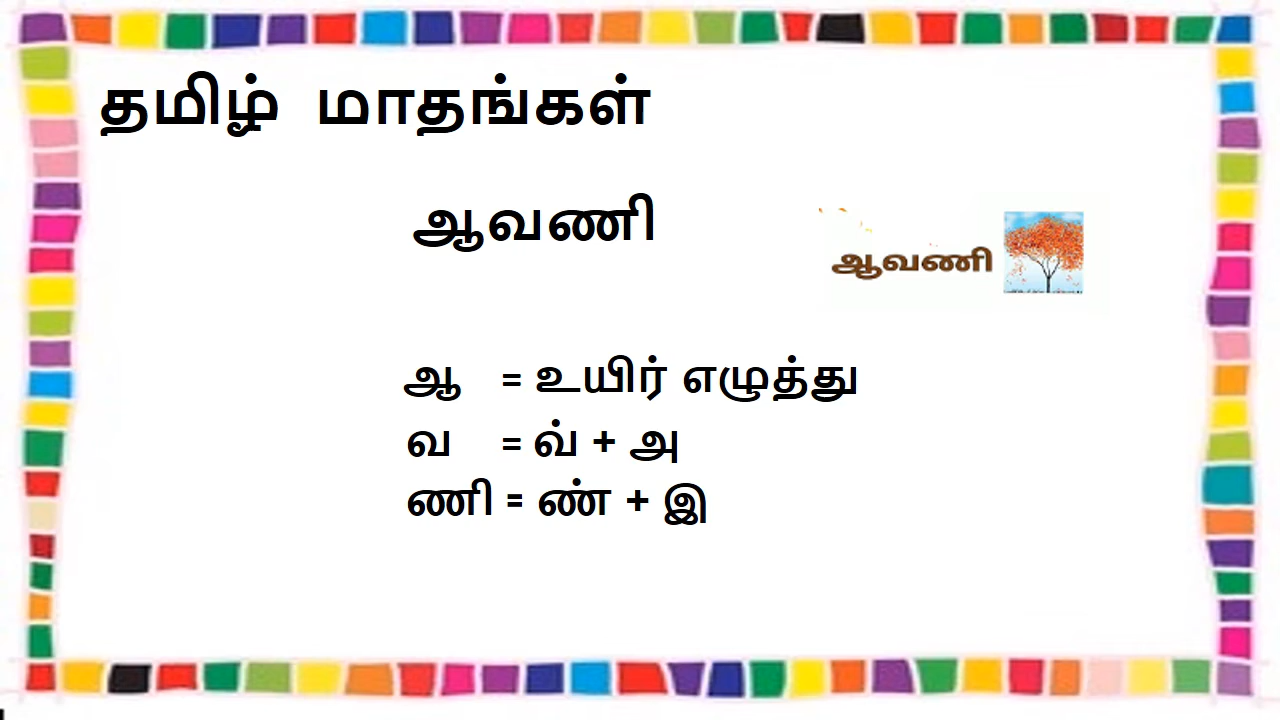 தமிழ் மாதங்கள்
ஆவணி
ஆவணி
ஆ = உயிர் எழுத்து
வ = வ் + அ
ணி = ண் + இ